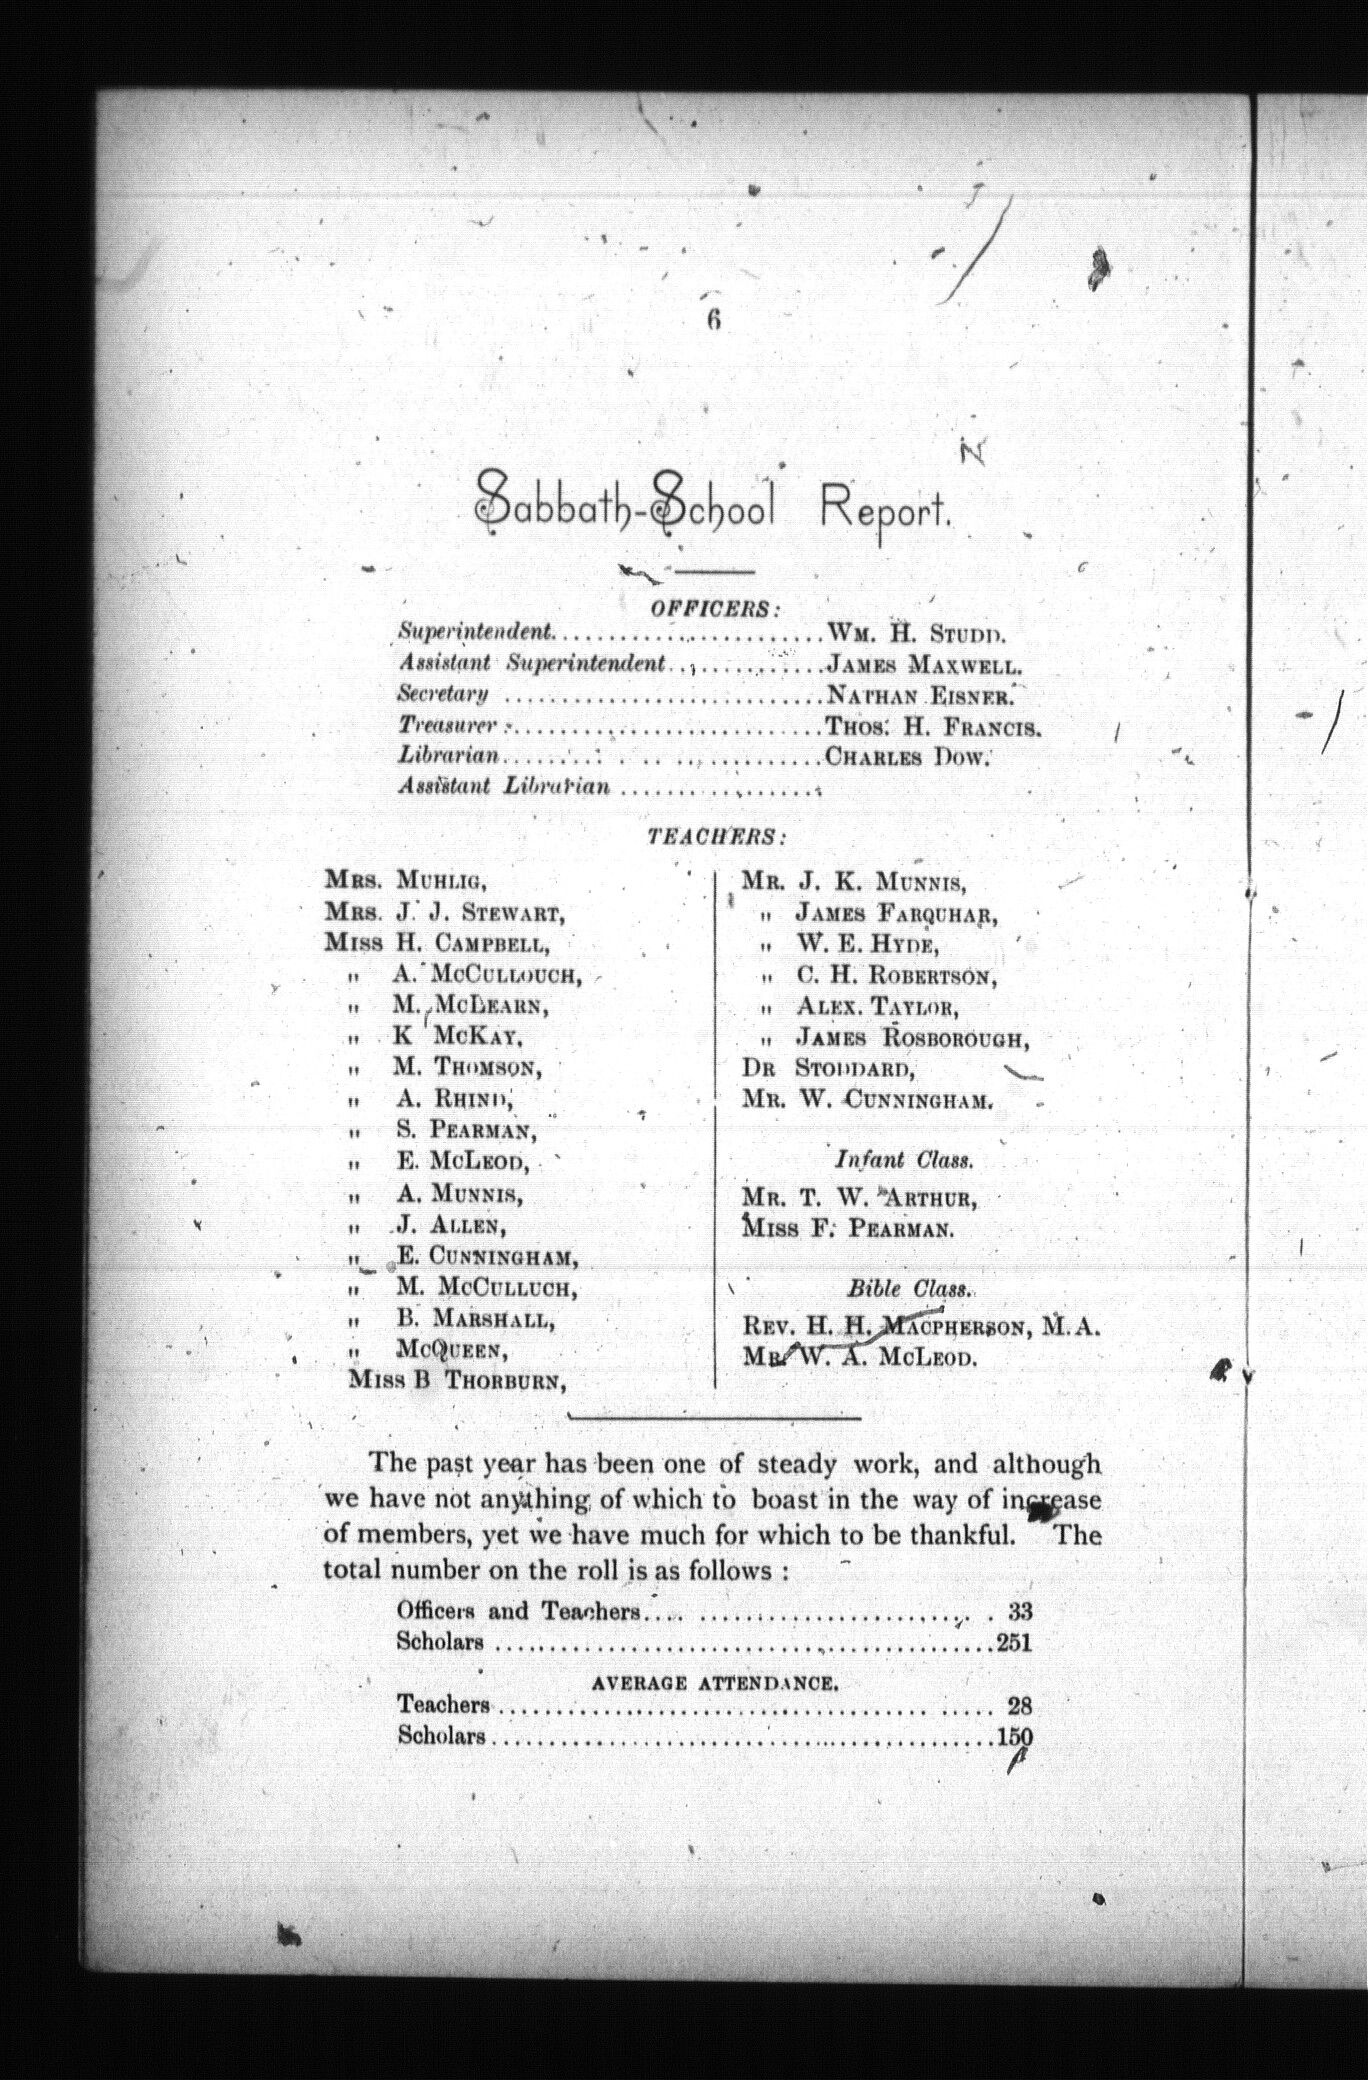 6
Sabbath-School Report.
OFFICERS:
Superintendent........................WM. H. STUDD.
Assistant Superintendent..............JAMES MAXWELL.
Secretary ............................NATHAN EISNER.
Treasurer ............................THOS. H. FRANCIS.
Librarian.............................CHARLES DOW.
Assistant Librarian ..................
TEACHERS:
MRS. MUHLIG,
MRS. J. J. STEWART,
MISS H. CAMPBELL,
" A. MCCULLOUCH,
" M. MCLEARN,
" K MCKAY,
" M. THOMSON,
" A. RHIND,
" S. PEARMAN,
" E. MCLEOD,
" A. MUNNIS,
" J. ALLEN,
" E. CUNNINGHAM,
" M. MCCULLUCH,
" B. MARSHALL,
" MCQUEEN,
MISS B THORBURN,
MR. J. K. MUNNIS,
" JAMES FARQUHAR,
" W. E. HYDE,
" C. H. ROBERTSON,
" ALEX. TAYLOR,
" JAMES ROSBOROUGH,
DR STODDARD,
MR. W. CUNNINGHAM.
Infant Class.
MR. T. W. ARTHUR,
MISS F. PEARMAN.
Bible Class.
REV. H. H. MACPHERSON, M.A.
MR. W. A. MCLEOD.
The past year has been one of steady work, and although
we have not anything of which to boast in the way of increase
of members, yet we have much for which to be thankful. The
total number on the roll is as follows :
Officers and Teachers.............................. 33
Scholars ..........................................251
AVERAGE ATTENDANCE.
Teachers.......................................... 28
Scholars..........................................150